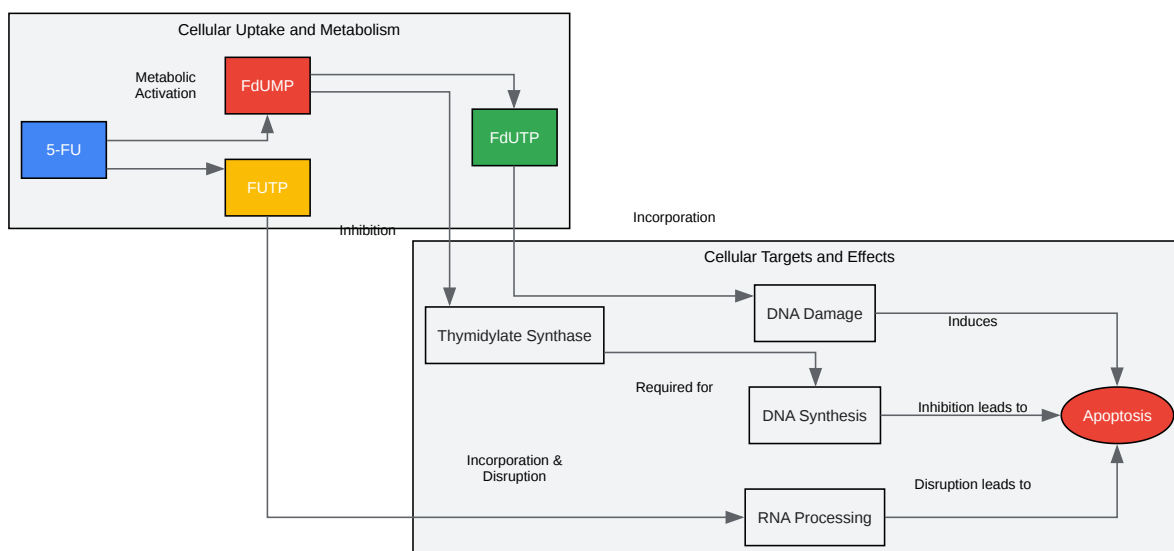 Cellular Uptake and Metabolism
Metabolic
Activation
FdUMP
5-FU
FdUTP
FUTP
Inhibition
Incorporation
Cellular Targets and Effects
DNA Damage
Induces
Thymidylate Synthase
Required for
DNA Synthesis
Inhibition leads to
Apoptosis
Incorporation &
Disruption
Disruption leads to
RNA Processing